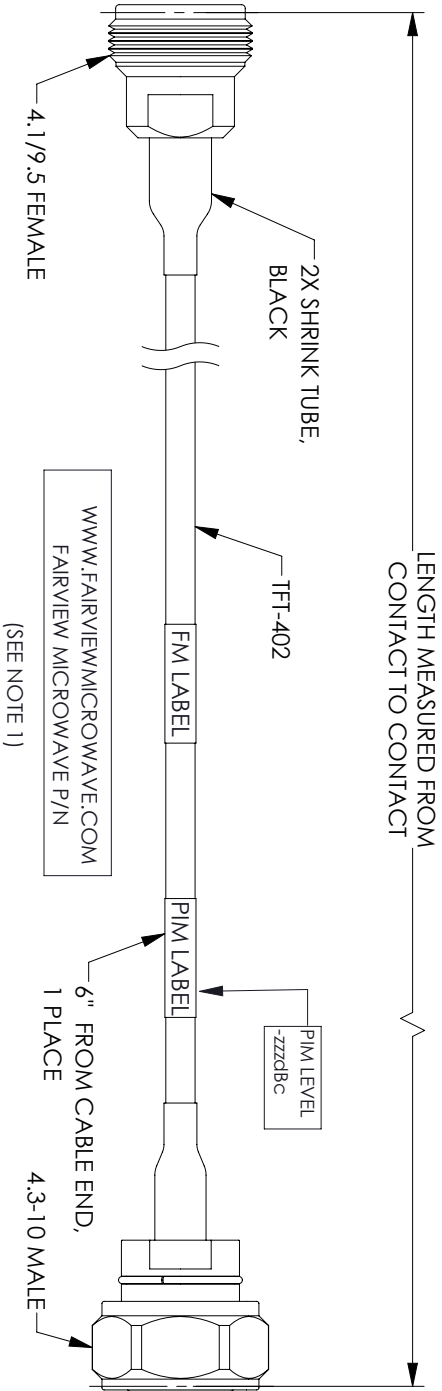 LENGTH MEASURED FROM
CONTACT TO CONTACT
2X SHRINK TUBE,
BLACK
TFT-402
PIM LEVEL
-zzzdBc
FM LABEL
PIM LABEL
4.1/9.5 FEMALE
WWW.FAIRVIEWMICROWAVE.COM
FAIRVIEW MICROWAVE P/N
(SEE NOTE 1)
6" FROM CABLE END,
1 PLACE
4.3-10 MALE